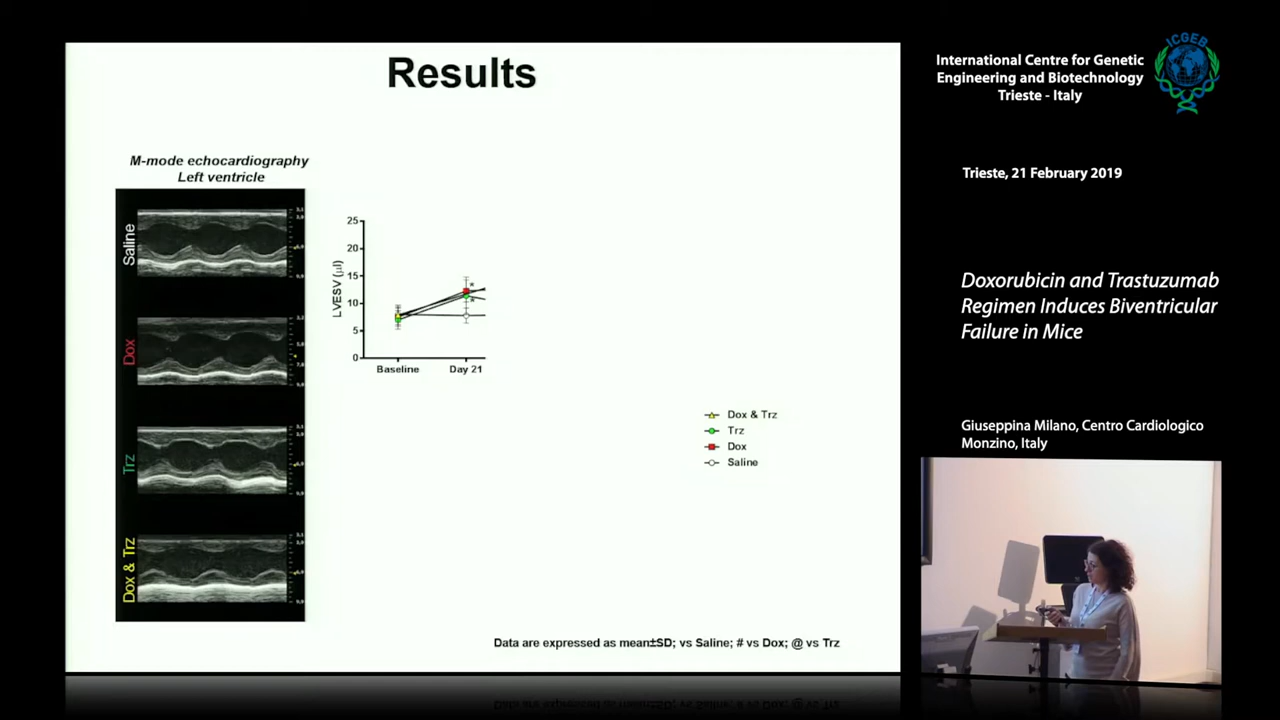 Results
M-mode echocardiography
Left ventricle
Saline
Dox
Trz
Dox & Trz
LVESV (µl)
25
20
15
10
5
0
*
*
Baseline
Day 21
Dox & Trz
Trz
Dox
Saline
Data are expressed as mean±SD; vs Saline; # vs Dox; @ vs Trz
International Centre for Genetic
Engineering and Biotechnology
Trieste - Italy
ICGEB
Trieste, 21 February 2019
Doxorubicin and Trastuzumab
Regimen Induces Biventricular
Failure in Mice
Giuseppina Milano, Centro Cardiologico
Monzino, Italy